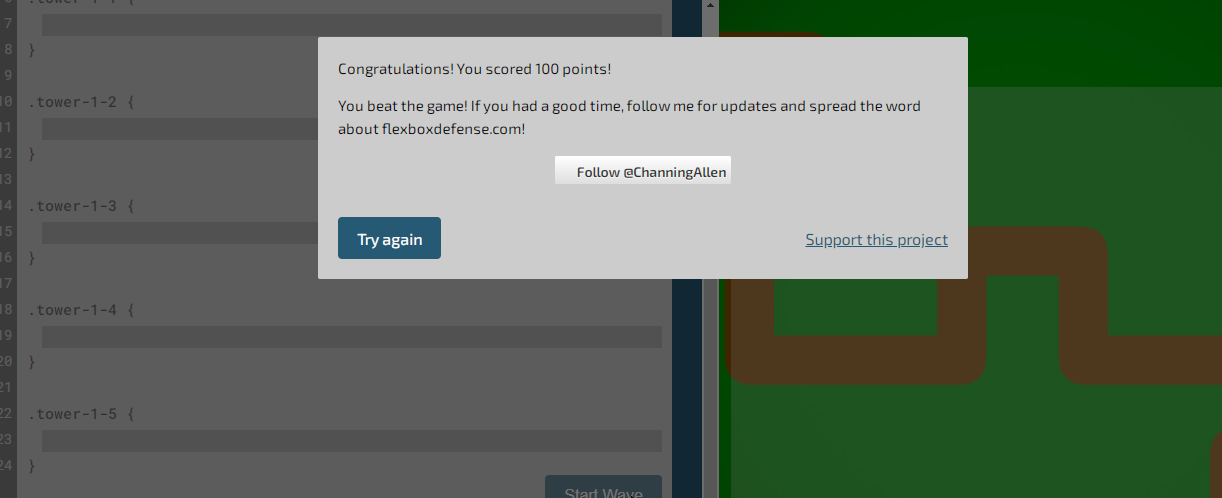 7
8 }
9
10 .tower-1-2 {
11
12 }
13
14 .tower-1-3 {
15
16 }
17
18 .tower-1-4 {
19
20 }
21
22 .tower-1-5 {
23
24 }
Congratulations! You scored 100 points!
You beat the game! If you had a good time, follow me for updates and spread the word
about flexboxdefense.com!
Follow @ChanningAllen
Try again
Support this project
Start Wave